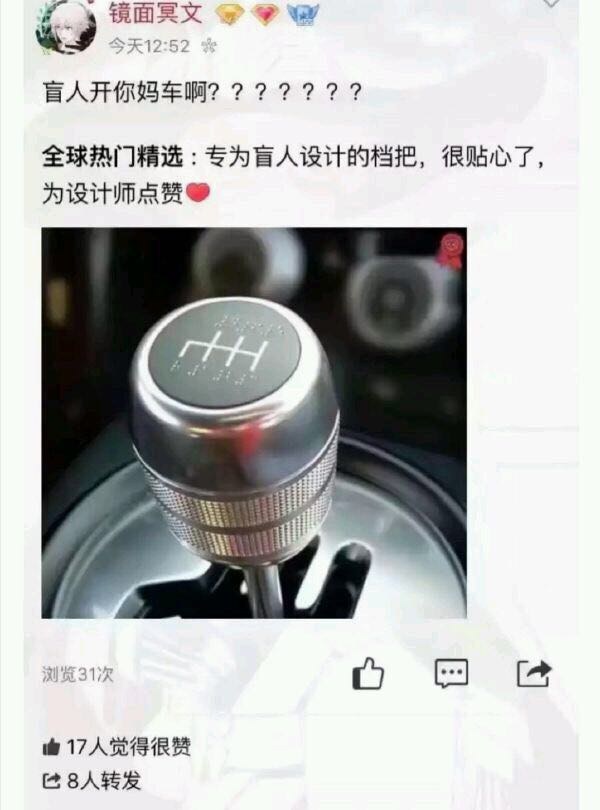 镜面冥文
今天12:52
盲人开你妈车啊？？？？？？？
全球热门精选：专为盲人设计的档把，很贴心了，
为设计师点赞❤
浏览31次
17人觉得很赞
8人转发